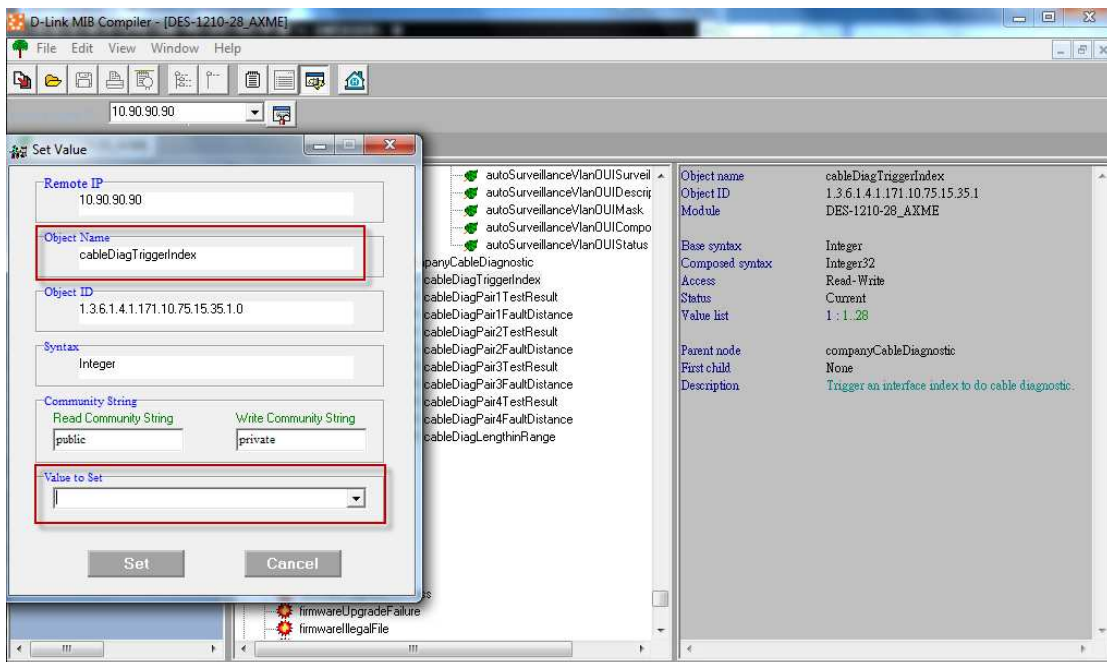 D-Link MIB Compiler - [DES-1210-28_AXME]
File Edit View Window Help
10.90.90.90
Set Value
Remote IP
10.90.90.90
Object Name
cableDiagTriggerIndex
Object ID
1.3.6.1.4.1.171.10.75.15.35.1.0
Syntax
Integer
Community String
Read Community String Write Community String
public private
Value to Set
Set Cancel
autoSurveillanceVlanOUISurveil
autoSurveillanceVlanOUIDescrip
autoSurveillanceVlanOUIMask
autoSurveillanceVlanOUICompo
autoSurveillanceVlanOUIStatus
panyCableDiagnostic
cableDiagTriggerIndex
cableDiagPair1TestResult
cableDiagPair1FaultDistance
cableDiagPair2TestResult
cableDiagPair2FaultDistance
cableDiagPair3TestResult
cableDiagPair3FaultDistance
cableDiagPair4TestResult
cableDiagPair4FaultDistance
cableDiagLengthinRange
ss
firmwareUpgradeFailure
firmwareIllegalFile
Object name cableDiagTriggerIndex
Object ID 1.3.6.1.4.1.171.10.75.15.35.1
Module DES-1210-28_AXME
Base syntax Integer
Composed syntax Integer32
Access Read-Write
Status Current
Value list 1 : 1..28
Parent node companyCableDiagnostic
First child None
Description Trigger an interface index to do cable diagnostic.